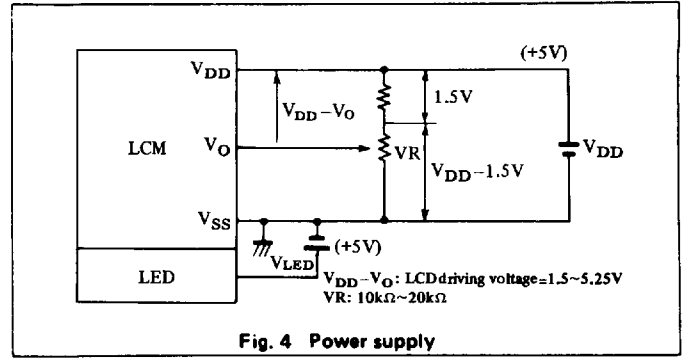 (+5V)
VDD
1.5V
VDD−VO
LCM
VO
VR
VDD
VDD−1.5V
VSS
(+5V)
VLED
LED
VDD−VO: LCD driving voltage=1.5~5.25V
VR: 10kΩ~20kΩ
Fig. 4 Power supply